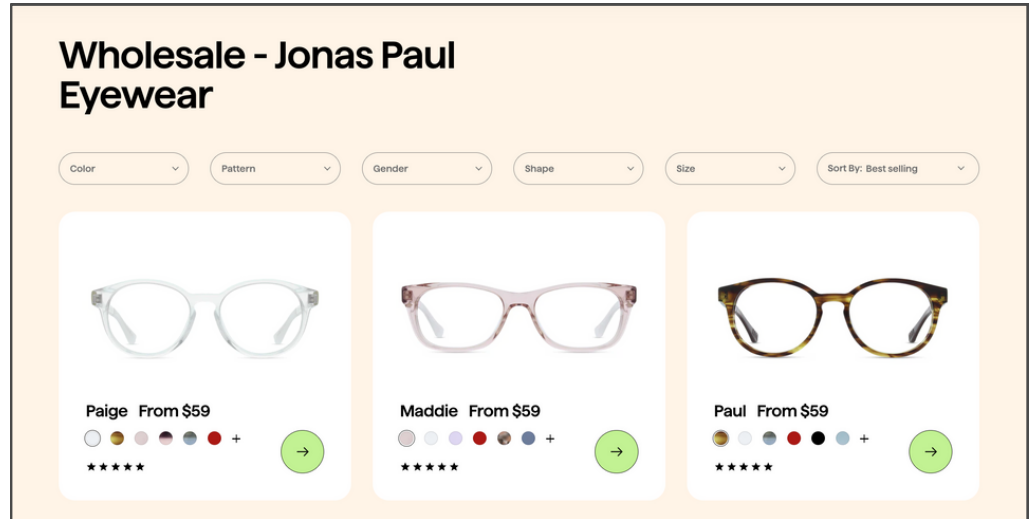 Wholesale - Jonas Paul
Eyewear
Color
Pattern
Gender
Shape
Size
Sort By: Best selling
Paige From $59
+
Maddie From $59
+
Paul From $59
+